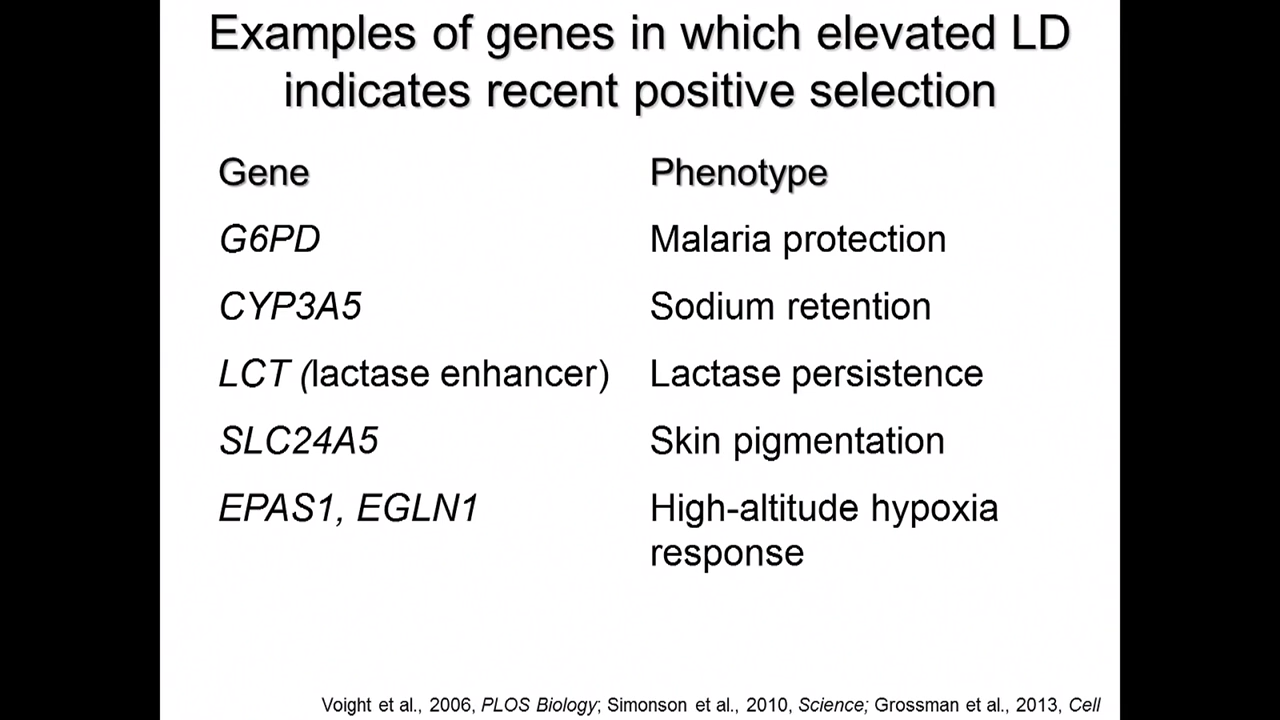 Examples of genes in which elevated LD
indicates recent positive selection
Gene Phenotype
G6PD Malaria protection
CYP3A5 Sodium retention
LCT (lactase enhancer) Lactase persistence
SLC24A5 Skin pigmentation
EPAS1, EGLN1 High-altitude hypoxia
response
Voight et al., 2006, PLOS Biology; Simonson et al., 2010, Science; Grossman et al., 2013, Cell